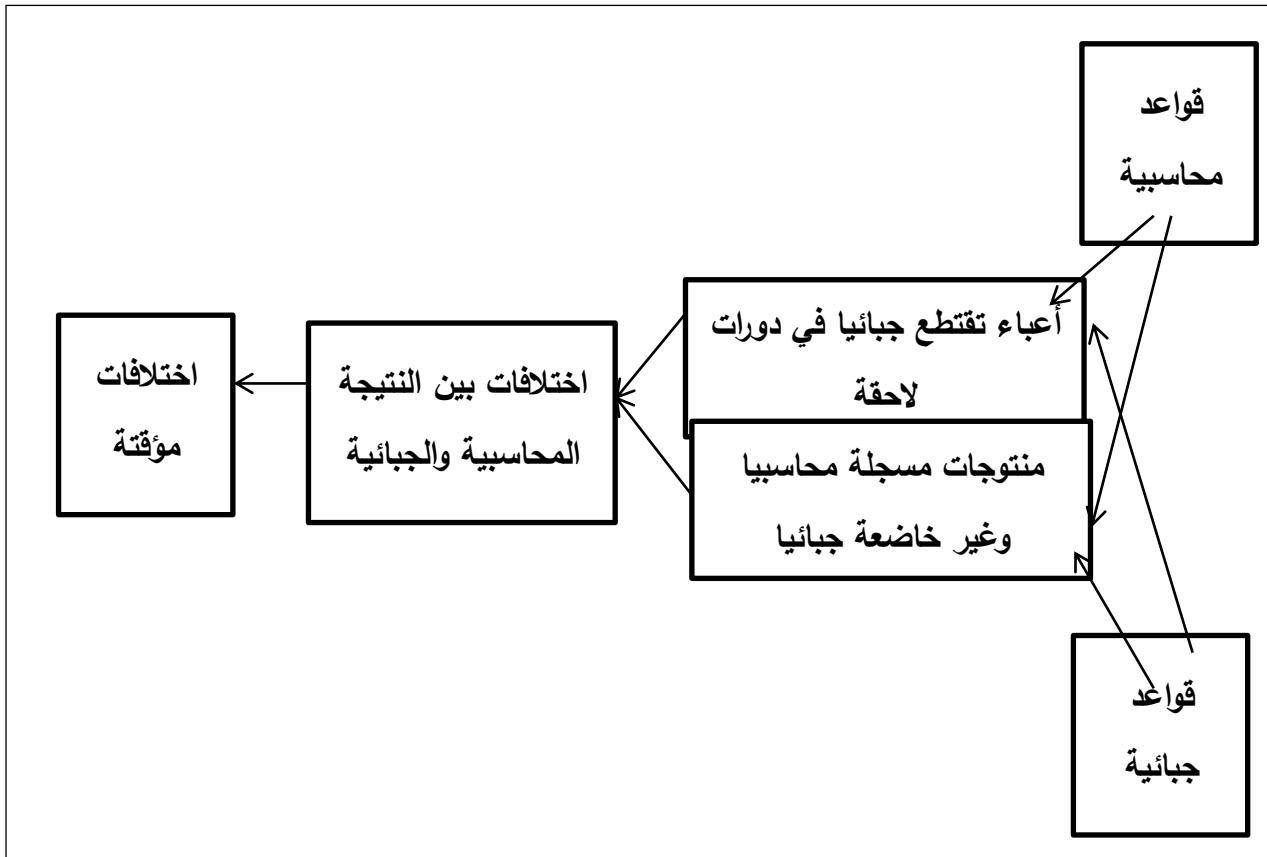 قواعد
محاسبية
أعباء تقتطع جبائيا في دورات
لاحقة
منتوجات مسجلة محاسبيا
وغير خاضعة جبائيا
اختلافات بين النتيجة
المحاسبية والجبائية
اختلافات
مؤقتة
قواعد
جبائية